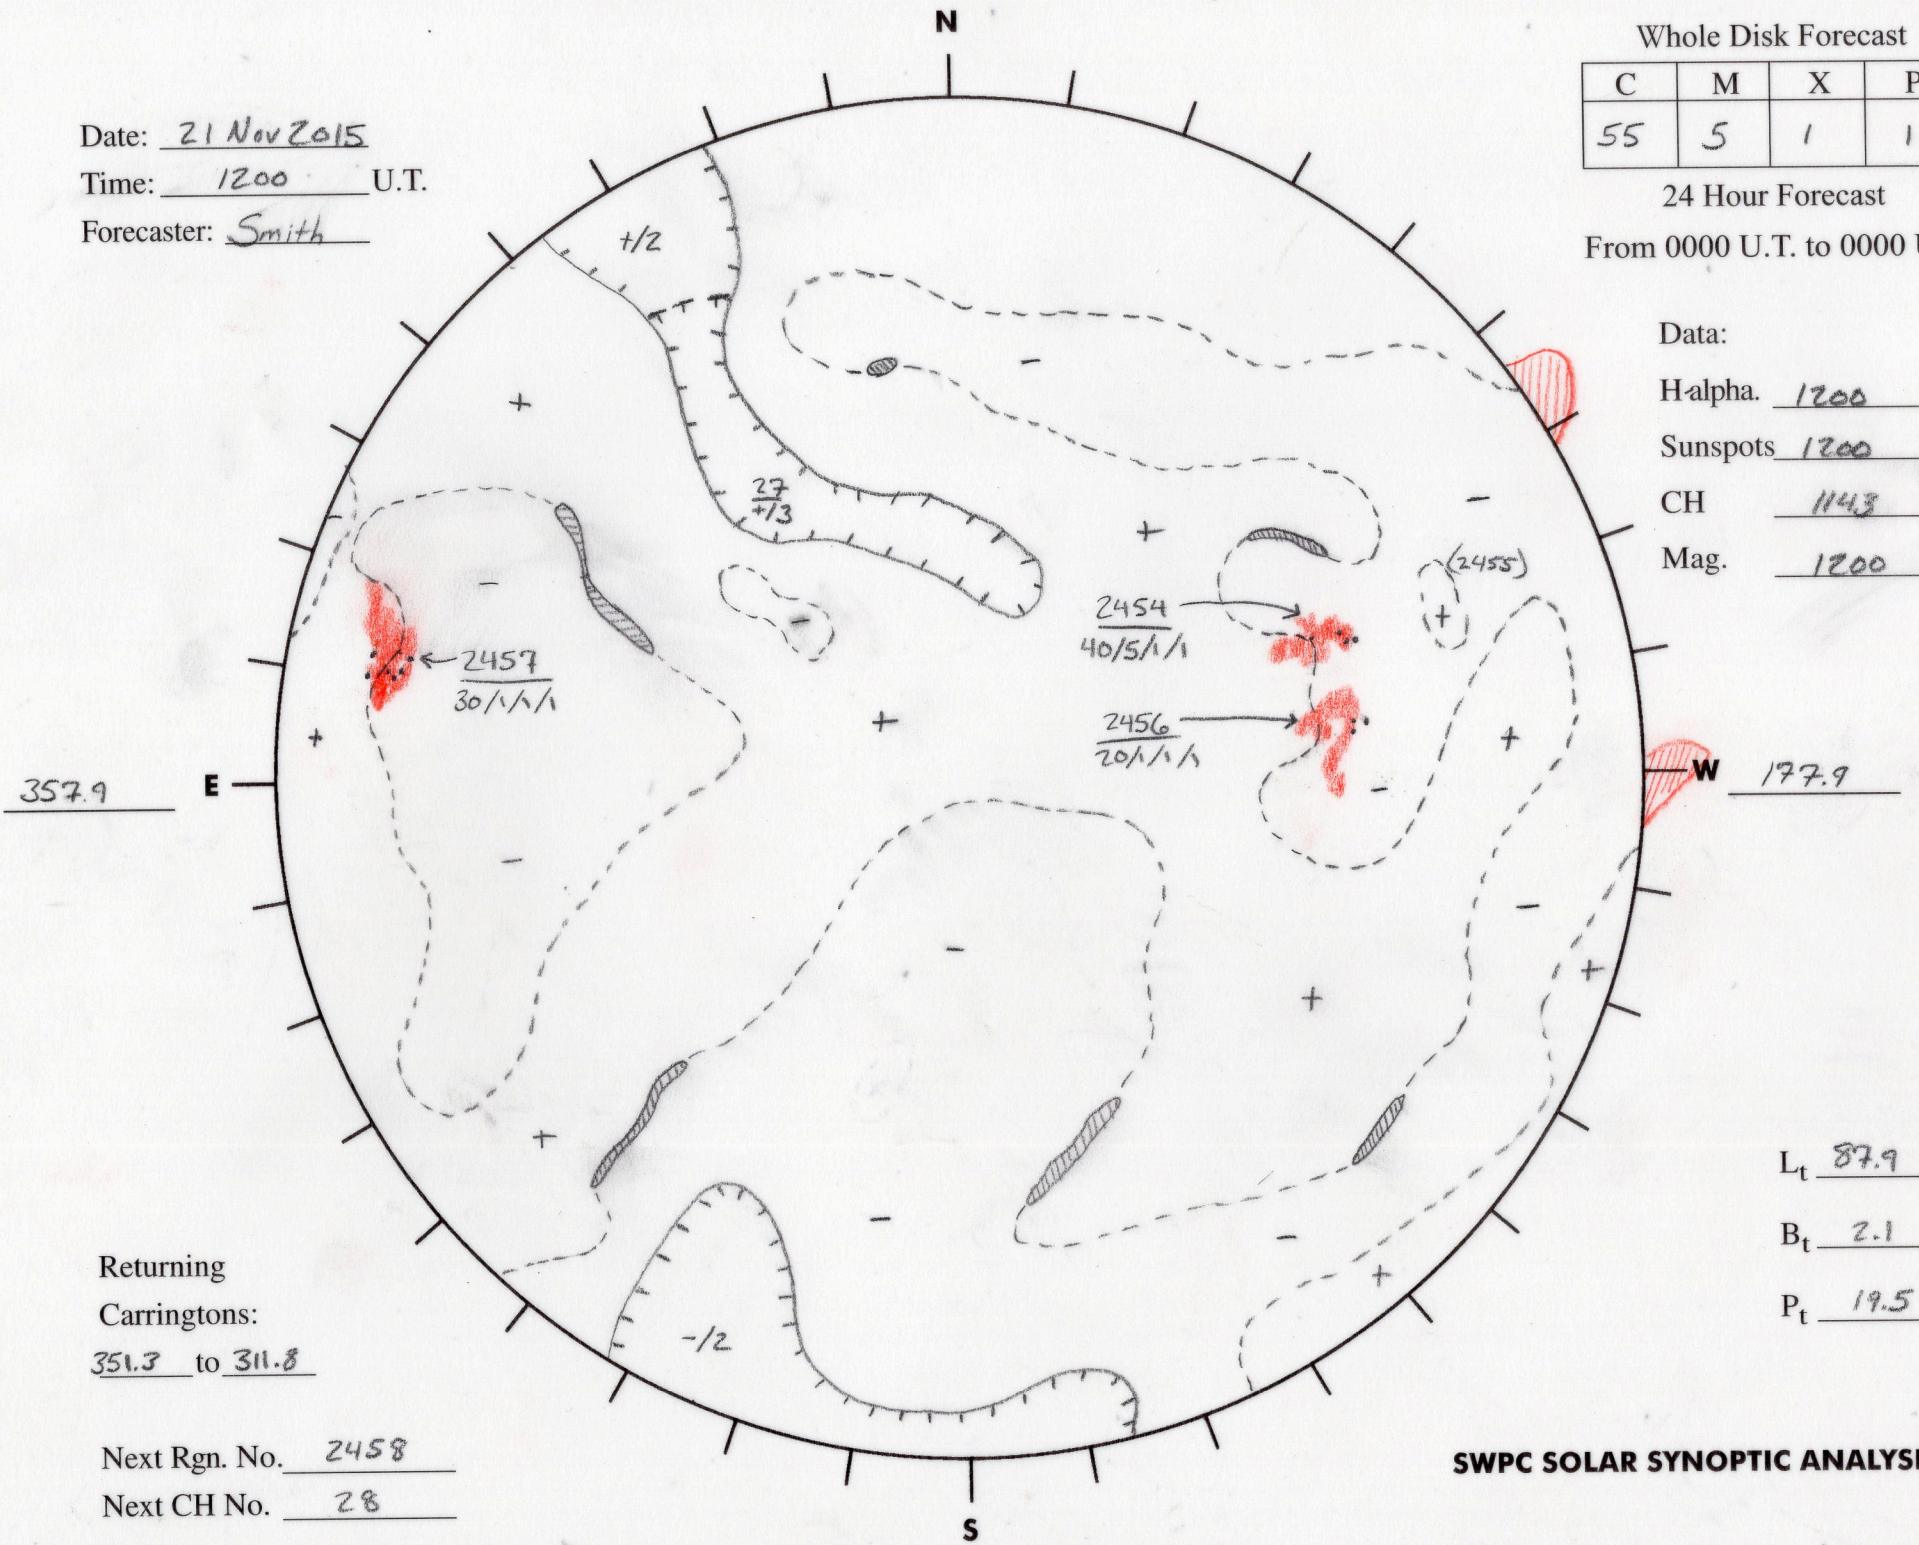 N
Whole Disk Forecast
C M X P
55 5 1 1
24 Hour Forecast
From 0000 U.T. to 0000 U
Date: 21 Nov 2015
Time: 1200 U.T.
Forecaster: Smith
Data:
H-alpha. 1200
Sunspots 1200
CH 1143
Mag. 1200
+/2
-
+
27
+/3
-
+
(2455)
-
+
2454
40/5/1/1
-
2457
30/1/1/1
2456
20/1/1/1
+
+
+
-
357.9 E
W 177.9
-
-
-
+
+
+
-
-
+
-/2
Lt 87.9
Bt 2.1
Pt 19.5
Returning
Carringtons:
351.3 to 311.8
Next Rgn. No. 2458
Next CH No. 28
SWPC SOLAR SYNOPTIC ANALYSI
S